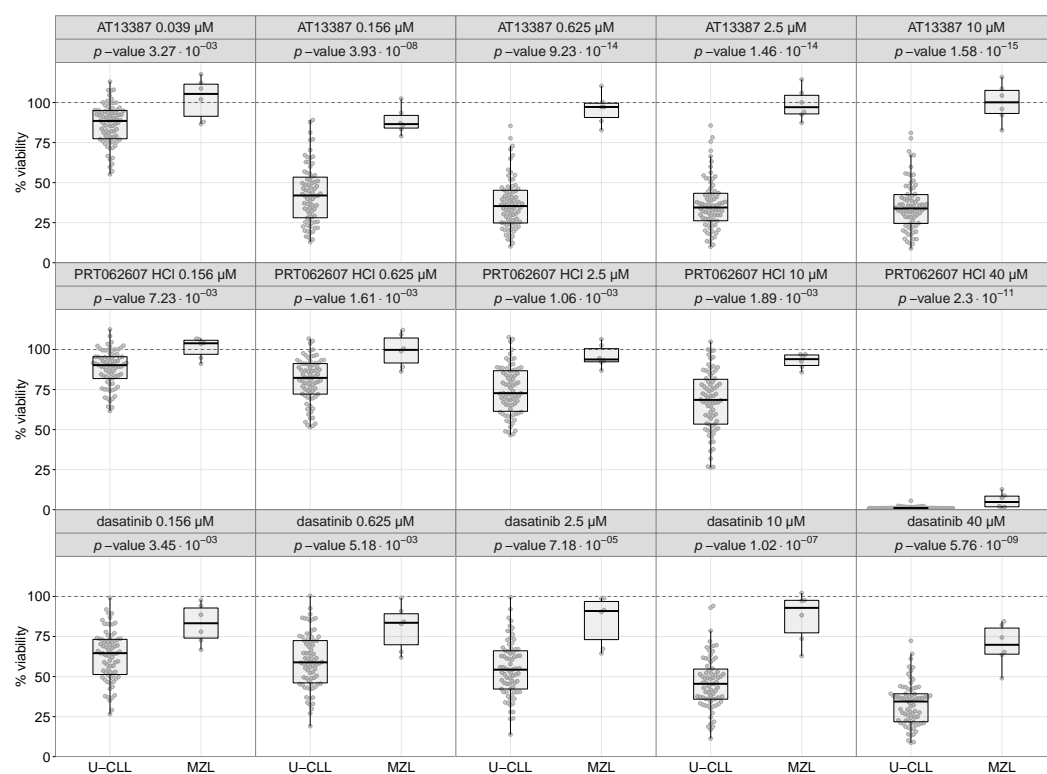 AT13387 0.039 µM AT13387 0.156 µM AT13387 0.625 µM AT13387 2.5 µM AT13387 10 µM
p −value 3.27 · 10⁻⁰³ p −value 3.93 · 10⁻⁰⁸ p −value 9.23 · 10⁻¹⁴ p −value 1.46 · 10⁻¹⁴ p −value 1.58 · 10⁻¹⁵
% viability
100
75
50
25
0
PRT062607 HCl 0.156 µM PRT062607 HCl 0.625 µM PRT062607 HCl 2.5 µM PRT062607 HCl 10 µM PRT062607 HCl 40 µM
p −value 7.23 · 10⁻⁰³ p −value 1.61 · 10⁻⁰³ p −value 1.06 · 10⁻⁰³ p −value 1.89 · 10⁻⁰³ p −value 2.3 · 10⁻¹¹
% viability
100
75
50
25
0
dasatinib 0.156 µM dasatinib 0.625 µM dasatinib 2.5 µM dasatinib 10 µM dasatinib 40 µM
p −value 3.45 · 10⁻⁰³ p −value 5.18 · 10⁻⁰³ p −value 7.18 · 10⁻⁰⁵ p −value 1.02 · 10⁻⁰⁷ p −value 5.76 · 10⁻⁰⁹
% viability
100
75
50
25
0
U−CLL MZL U−CLL MZL U−CLL MZL U−CLL MZL U−CLL MZL